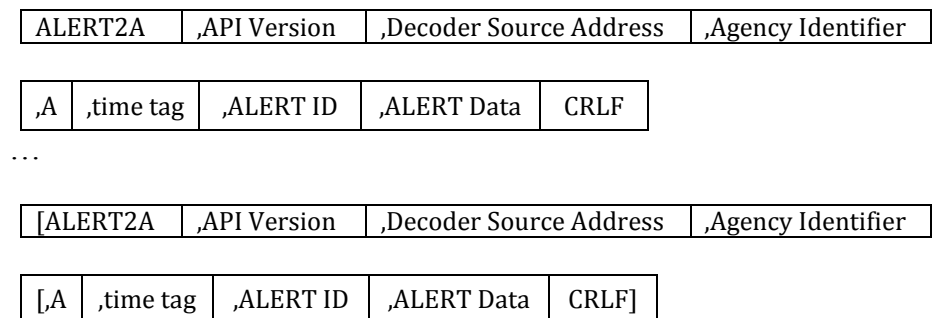 ALERT2A ,API Version ,Decoder Source Address ,Agency Identifier
,A ,time tag ,ALERT ID ,ALERT Data CRLF
...
[ALERT2A ,API Version ,Decoder Source Address ,Agency Identifier
[,A ,time tag ,ALERT ID ,ALERT Data CRLF]